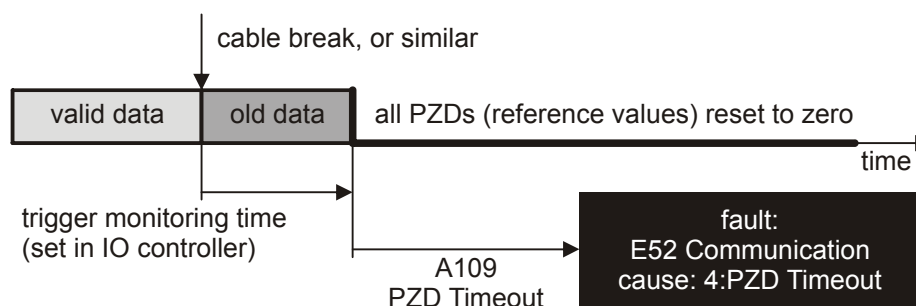 cable break, or similar
valid data
old data
all PZDs (reference values) reset to zero
time
trigger monitoring time
(set in IO controller)
A109
PZD Timeout
fault:
E52 Communication
cause: 4:PZD Timeout